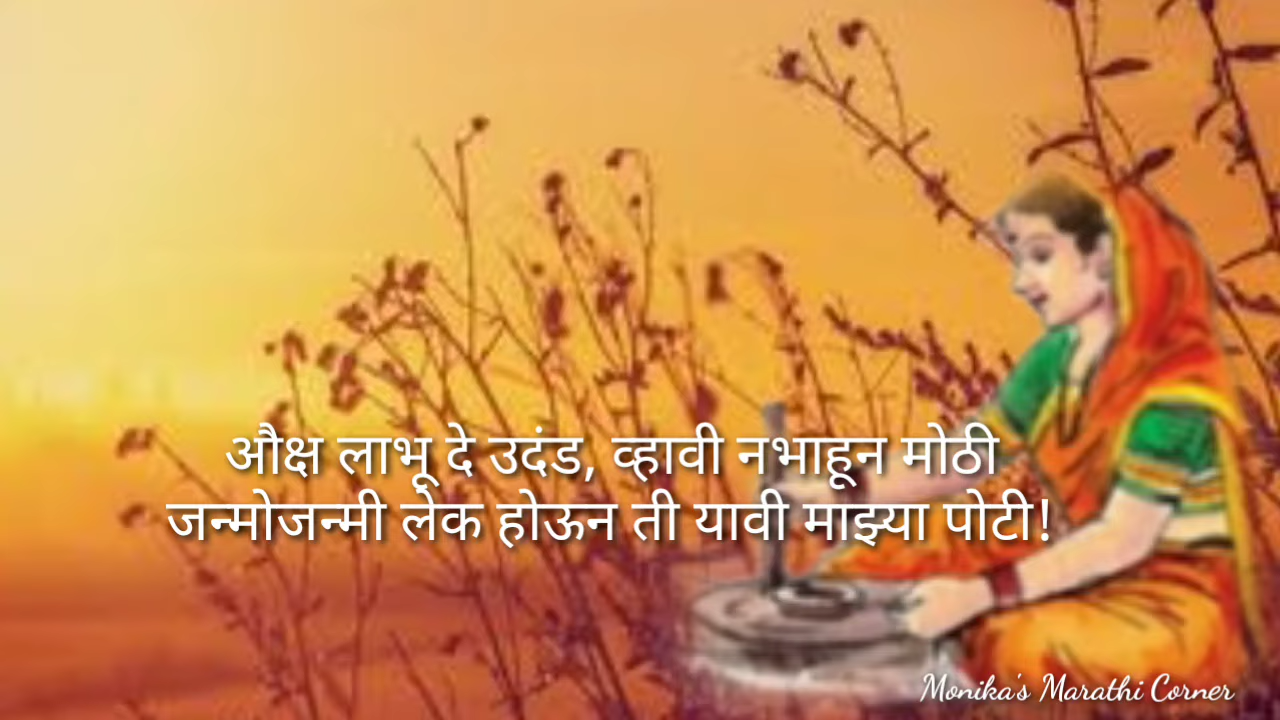 औक्ष लाभू दे उदंड, व्हावी नभाहून मोठी
जन्मोजन्मी लेक होऊन ती यावी माझ्या पोटी!
Monika's Marathi Corner